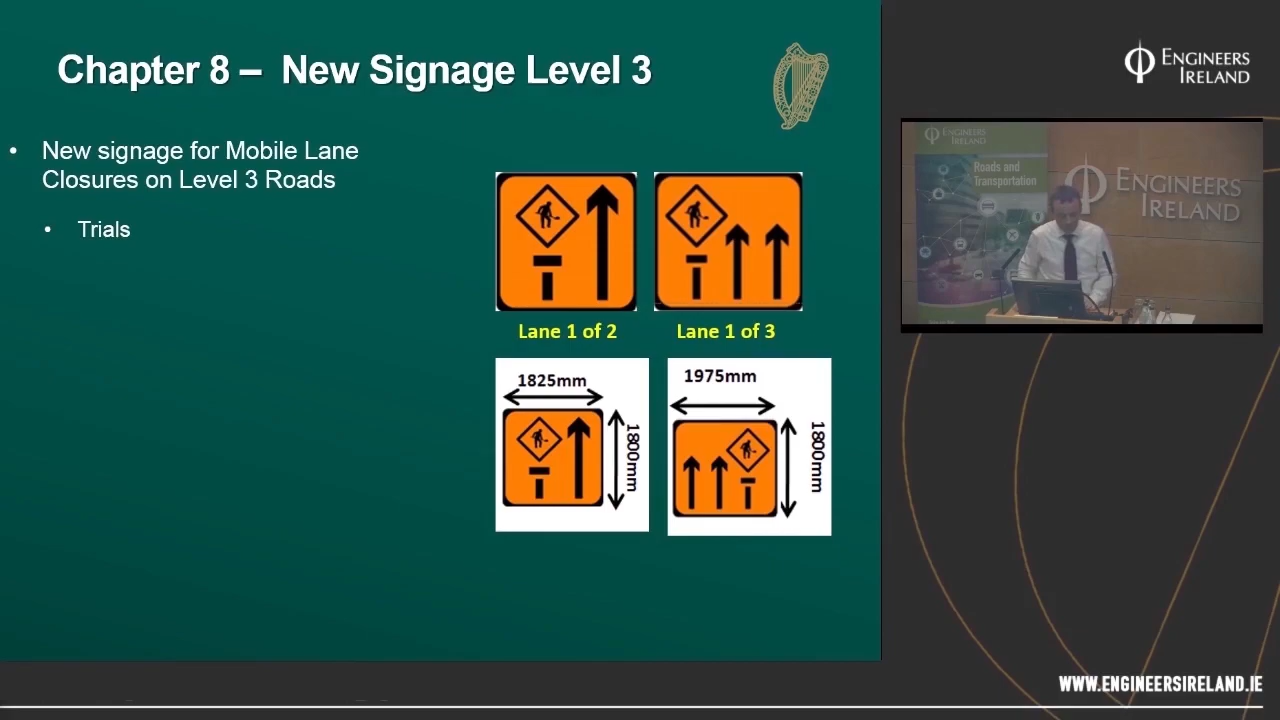 Chapter 8 – New Signage Level 3
• New signage for Mobile Lane
Closures on Level 3 Roads
• Trials
Lane 1 of 2
Lane 1 of 3
1825mm
1800mm
1975mm
1800mm
ENGINEERS
IRELAND
ENGINEERS
IRELAND
Roads and
Transportation
ENGINEERS
IRELAND
WWW.ENGINEERSIRELAND.IE